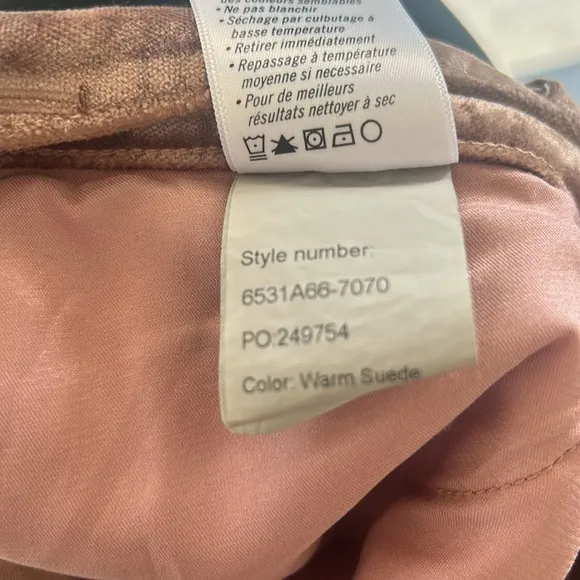 des couleurs semblables
• Ne pas blanchir
• Séchage par culbutage à
basse temperature
• Retirer immédiatement
• Repassage à température
moyenne si necessaire
• Pour de meilleurs
résultats nettoyer à sec
Style number:
6531A66-7070
PO:249754
Color: Warm Suede